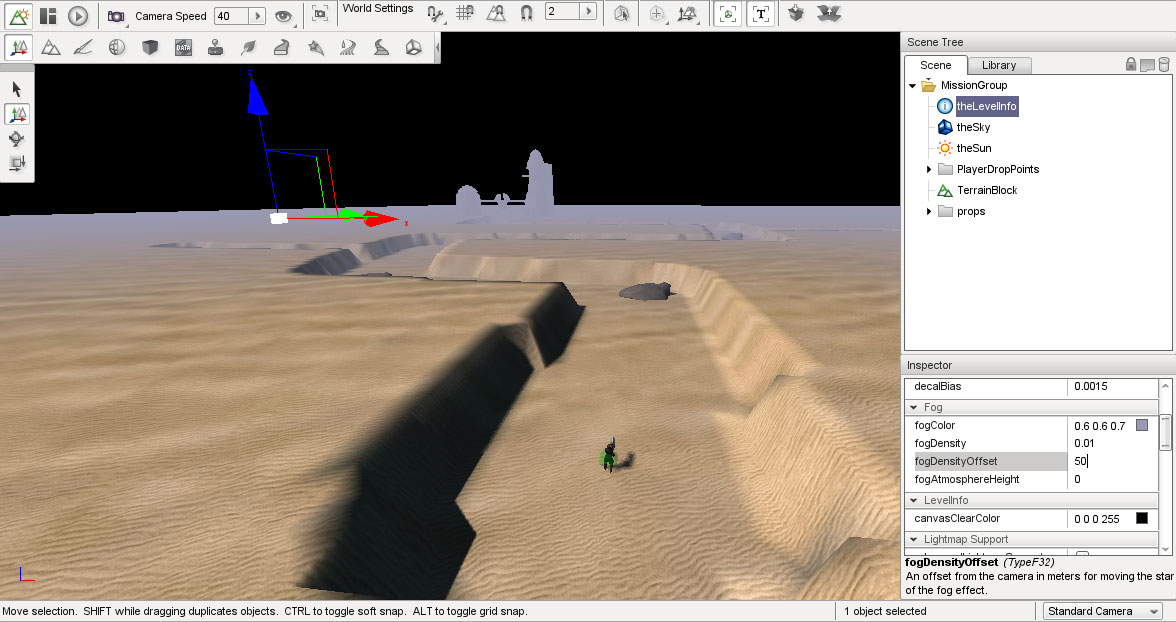 Camera Speed 40
World Settings
2
T
DATA
Scene Tree
Scene Library
MissionGroup
theLevelInfo
theSky
theSun
PlayerDropPoints
TerrainBlock
props
z
x
Inspector
decalBias 0.0015
Fog
fogColor 0.6 0.6 0.7
fogDensity 0.01
fogDensityOffset 50
fogAtmosphereHeight 0
LevelInfo
canvasClearColor 0 0 0 255
Lightmap Support
fogDensityOffset (TypeF32)
An offset from the camera in meters for moving the star
of the fog effect.
Move selection. SHIFT while dragging duplicates objects. CTRL to toggle soft snap. ALT to toggle grid snap.
1 object selected
Standard Camera